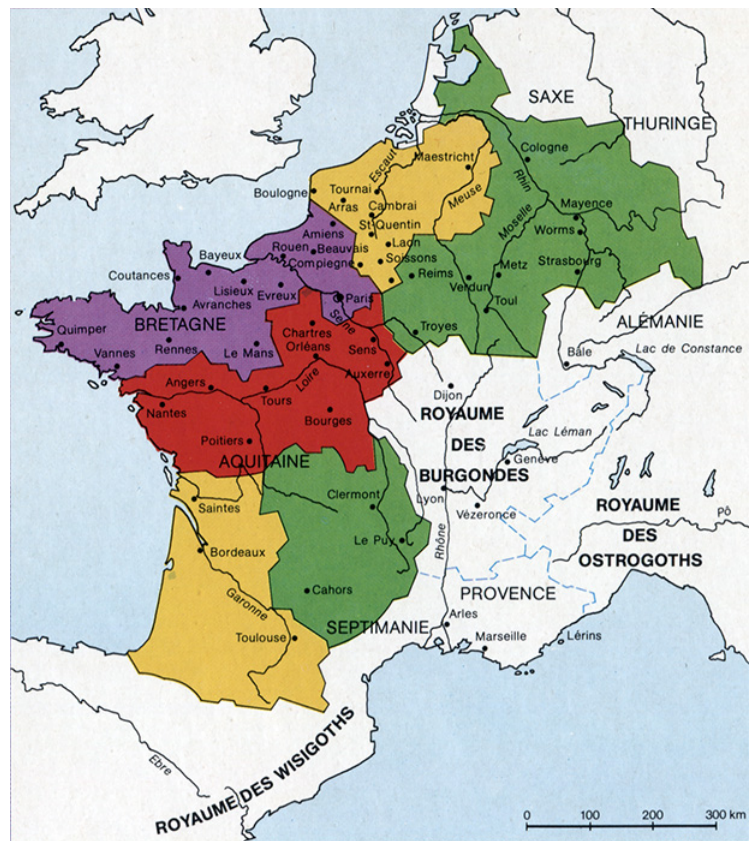 SAXE
THURINGE
Cologne
Maestricht
Escaut
Rhin
Boulogne
Tournai
Arras
Cambrai
Meuse
Mayence
St-Quentin
Moselle
Worms
Amiens
Rouen
Beauvais
Laon
Compiegne
Soissons
Strasbourg
Bayeux
Reims
Metz
Coutances
Lisieux
Verdun
Evreux
Paris
Toul
Avranches
Seine
BRETAGNE
Chartres
Troyes
ALÉMANIE
Quimper
Rennes
Le Mans
Orléans
Sens
Lac de Constance
Vannes
Auxerre
Bâle
Angers
Loire
Tours
Dijon
Nantes
Bourges
ROYAUME
DES
BURGONDES
Lac Léman
Poitiers
AQUITAINE
Genève
Clermont
Lyon
Saintes
Vézeronce
ROYAUME
DES
OSTROGOTHS
Pô
Le Puy
Bordeaux
Rhône
Cahors
PROVENCE
Garonne
SEPTIMANIE
Arles
Toulouse
Marseille
Lérins
ROYAUME DES WISIGOTHS
Ebre
0 100 200 300 km